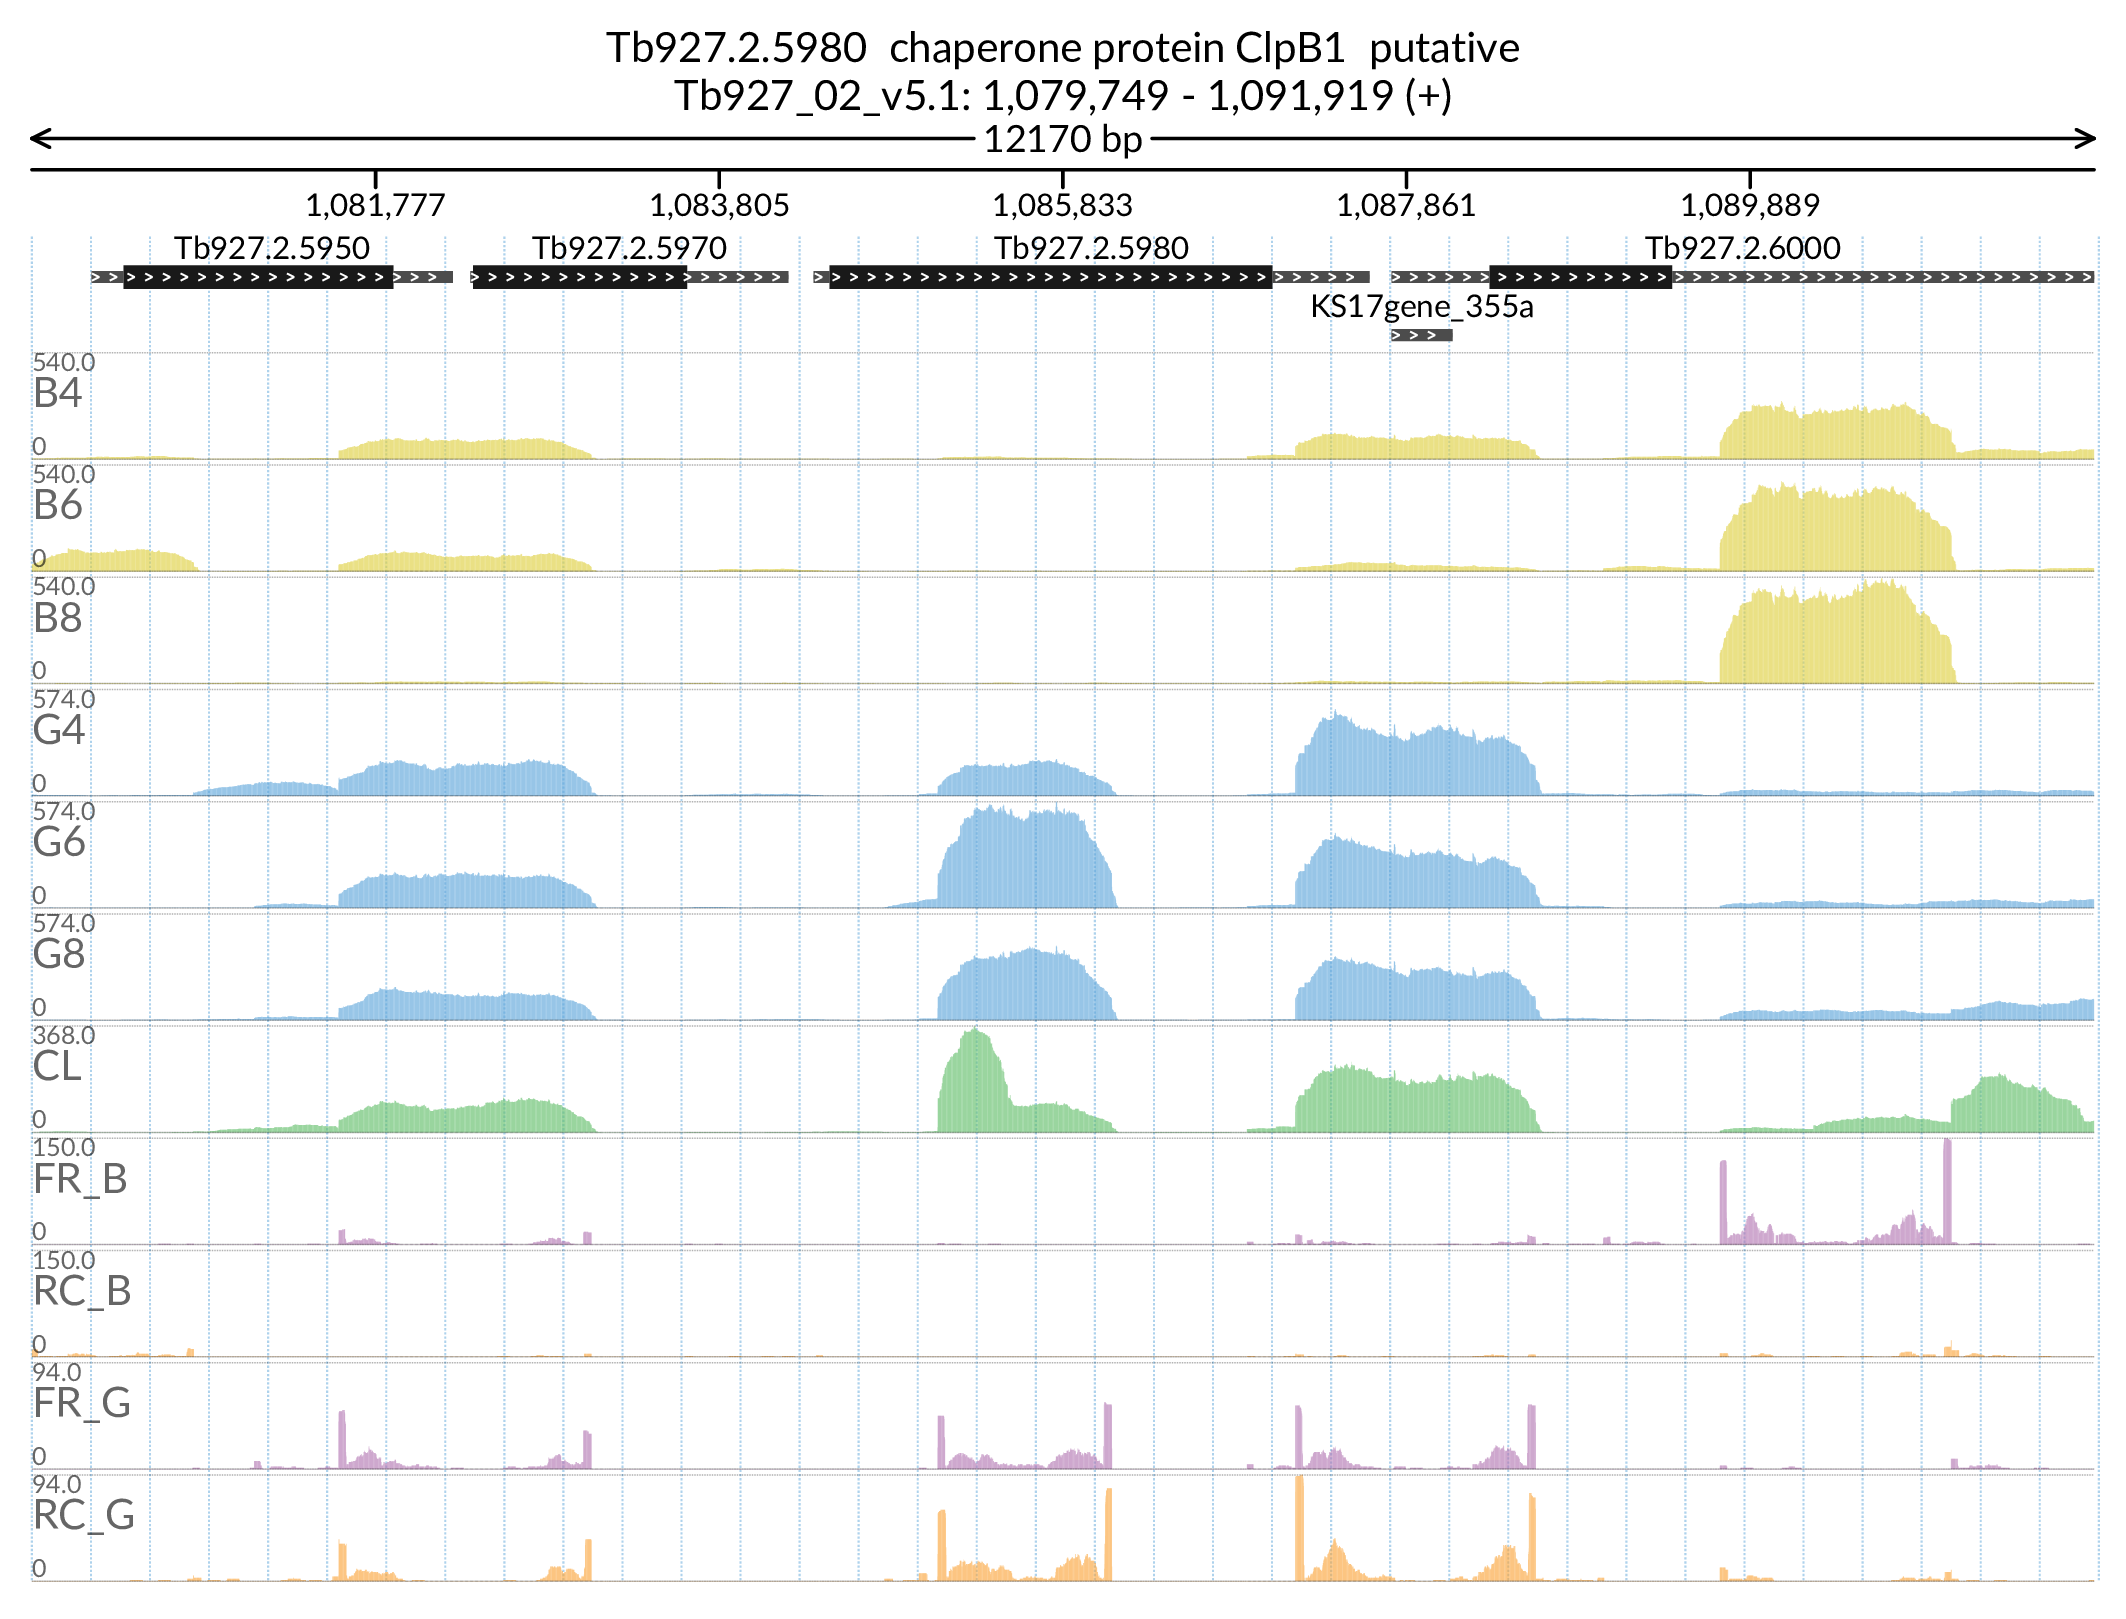 Tb927.2.5980  chaperone protein ClpB1  putative
Tb927_02_v5.1: 1,079,749 - 1,091,919 (+)
12170 bp
1,081,777 1,083,805 1,085,833 1,087,861 1,089,889
Tb927.2.5950 Tb927.2.5970 Tb927.2.5980 Tb927.2.6000
KS17gene_355a
540.0
B4
0
540.0
B6
0
540.0
B8
0
574.0
G4
0
574.0
G6
0
574.0
G8
0
368.0
CL
0
150.0
FR_B
0
150.0
RC_B
0
94.0
FR_G
0
94.0
RC_G
0